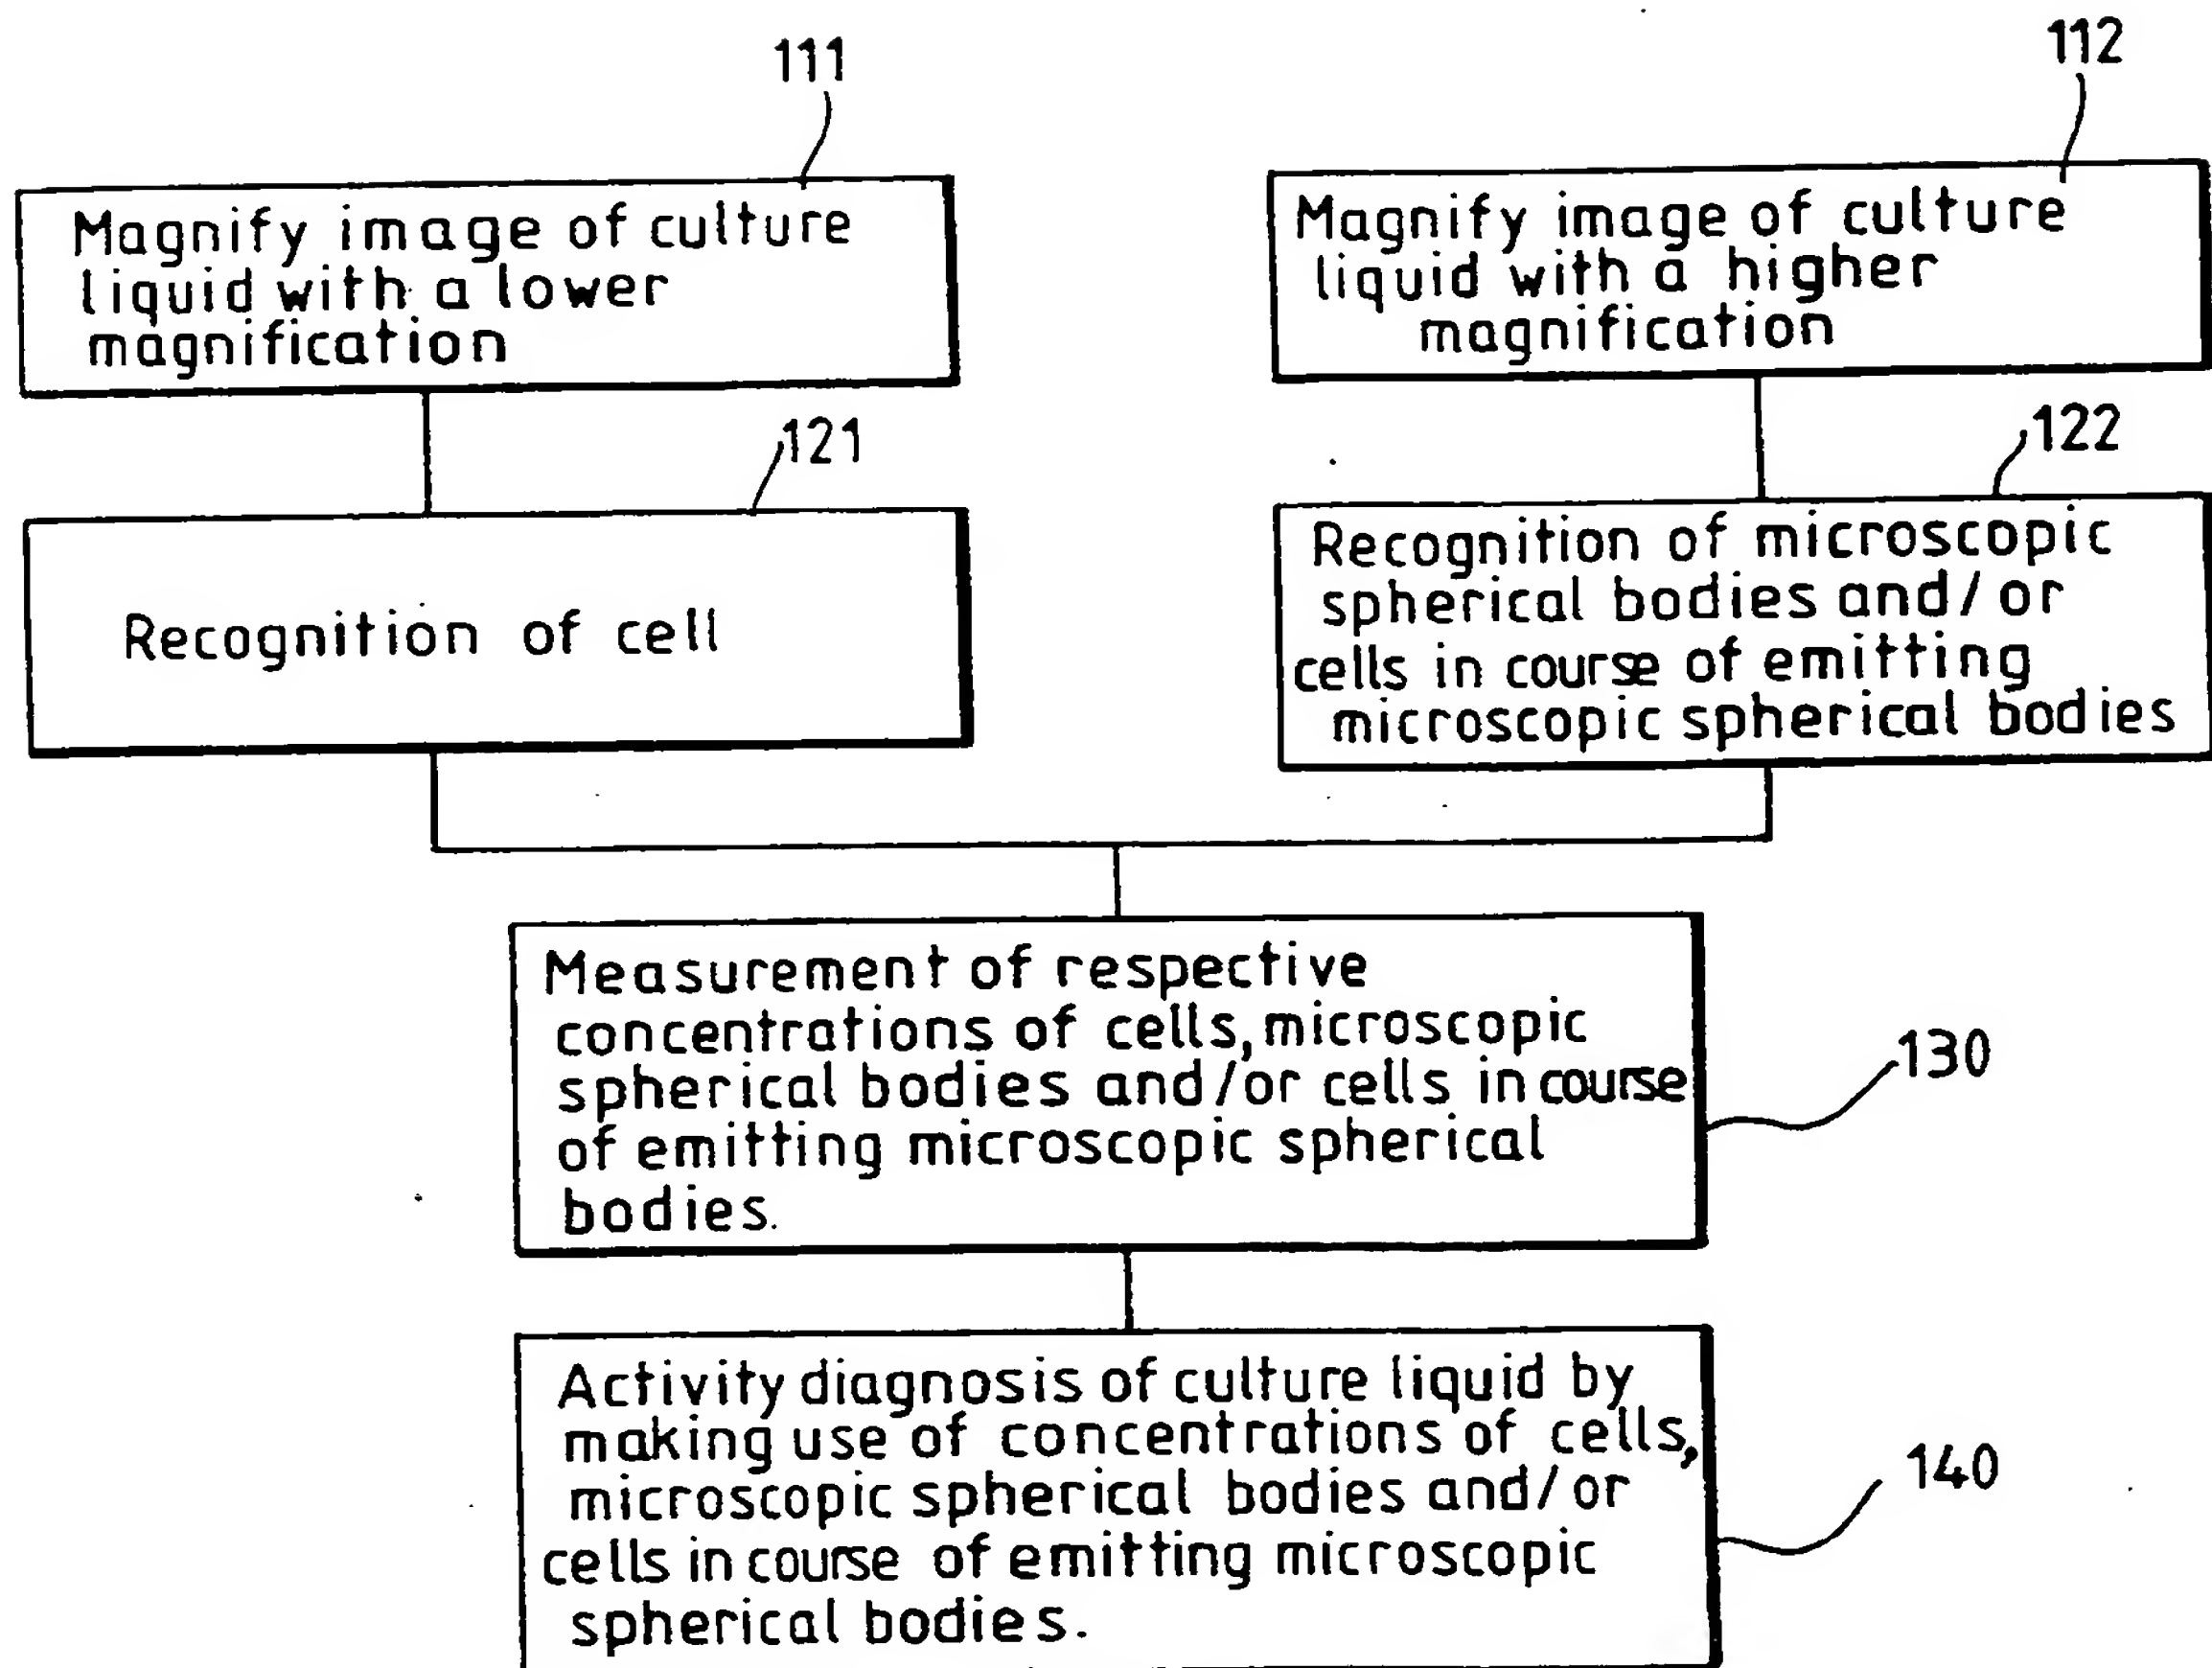 111
112
Magnify image of culture
liquid with a lower
magnification
Magnify image of culture
liquid with a higher
magnification
121
122
Recognition of cell
Recognition of microscopic
spherical bodies and/or
cells in course of emitting
microscopic spherical bodies
Measurement of respective
concentrations of cells, microscopic
spherical bodies and/or cells in course
of emitting microscopic spherical
bodies.
130
Activity diagnosis of culture liquid by
making use of concentrations of cells,
microscopic spherical bodies and/or
cells in course of emitting microscopic
spherical bodies.
140